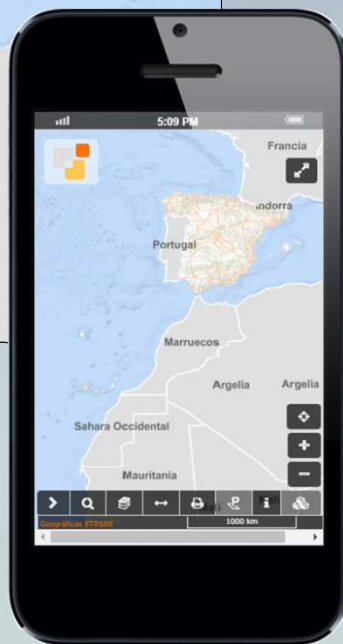 5:09 PM
Francia
ndorra
Portugal
Marruecos
Argelia
Argelia
Sahara Occidental
Mauritania
Geográficas ETRS89
1000 km